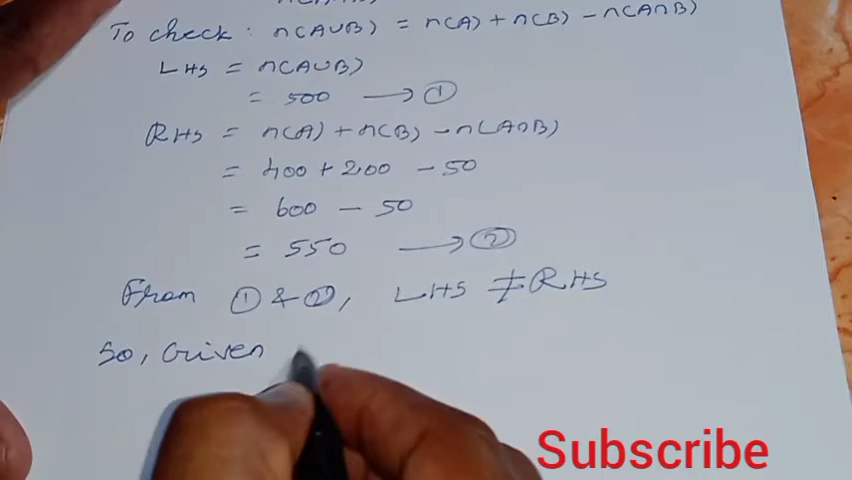 To check: n(A∪B) = n(A) + n(B) - n(A∩B)
LHS = n(A∪B)
= 500 → ①
RHS = n(A) + n(B) - n(A∩B)
= 400 + 200 - 50
= 600 - 50
= 550 → ②
From ① & ②, LHS ≠ RHS
So, Given
Subscribe